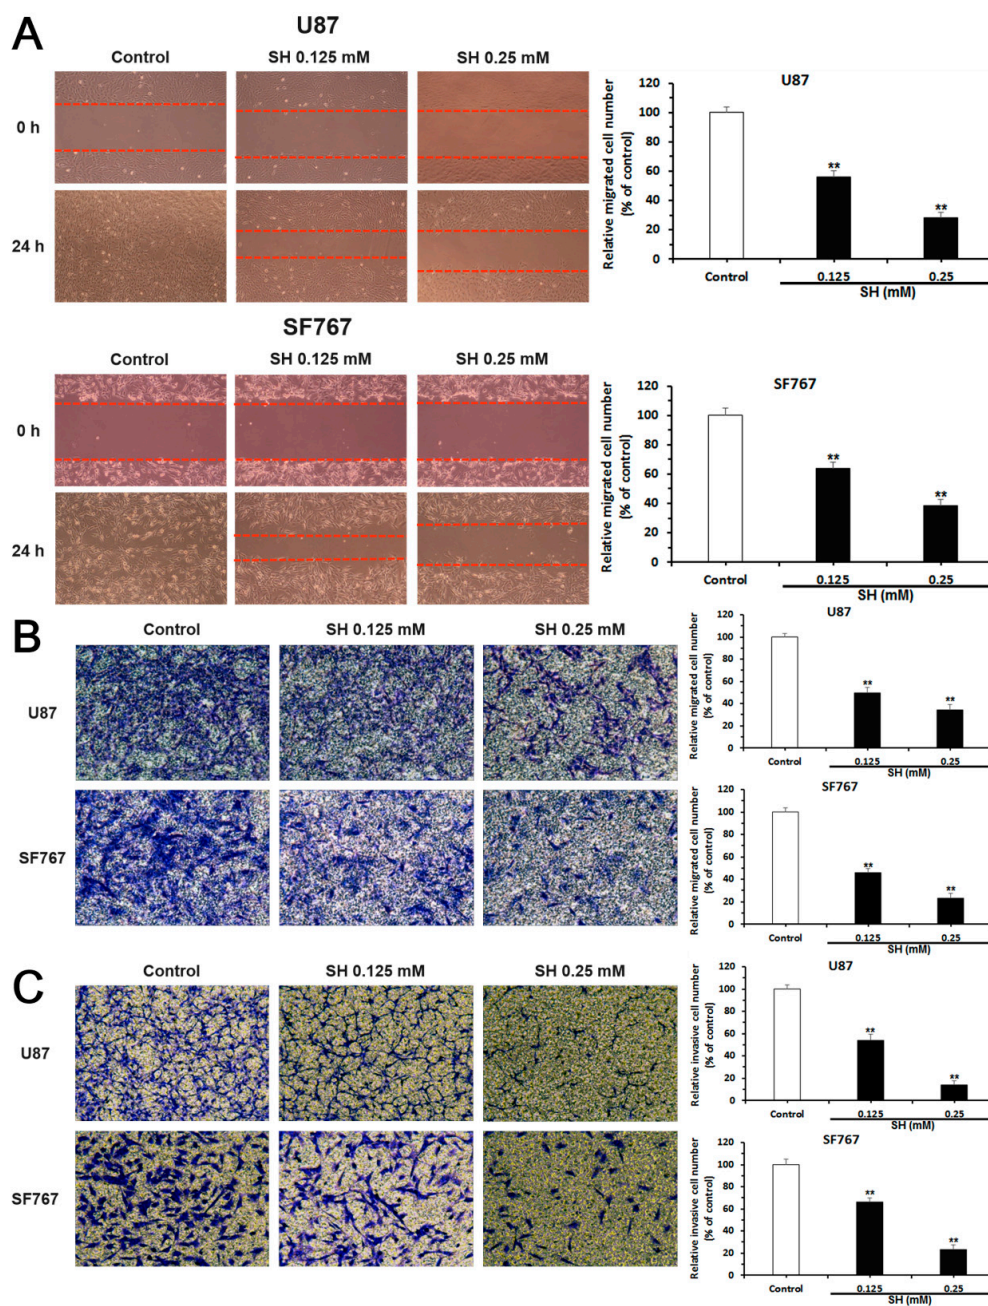 A
U87
Control
SH 0.125 mM
SH 0.25 mM
0 h
24 h
U87
Relative migrated cell number
(% of control)
120
100
80
60
40
20
0
**
**
Control
0.125
0.25
SH (mM)
SF767
Control
SH 0.125 mM
SH 0.25 mM
0 h
24 h
SF767
Relative migrated cell number
(% of control)
120
100
80
60
40
20
0
**
**
Control
0.125
0.25
SH (mM)
B
Control
SH 0.125 mM
SH 0.25 mM
U87
SF767
U87
Relative migrated cell number
(% of control)
120
100
80
60
40
20
0
**
**
Control
0.125
0.25
SH (mM)
SF767
Relative migrated cell number
(% of control)
120
100
80
60
40
20
0
**
**
Control
0.125
0.25
SH (mM)
C
Control
SH 0.125 mM
SH 0.25 mM
U87
SF767
U87
Relative invasive cell number
(% of control)
120
100
80
60
40
20
0
**
**
Control
0.125
0.25
SH (mM)
SF767
Relative invasive cell number
(% of control)
120
100
80
60
40
20
0
**
**
Control
0.125
0.25
SH (mM)